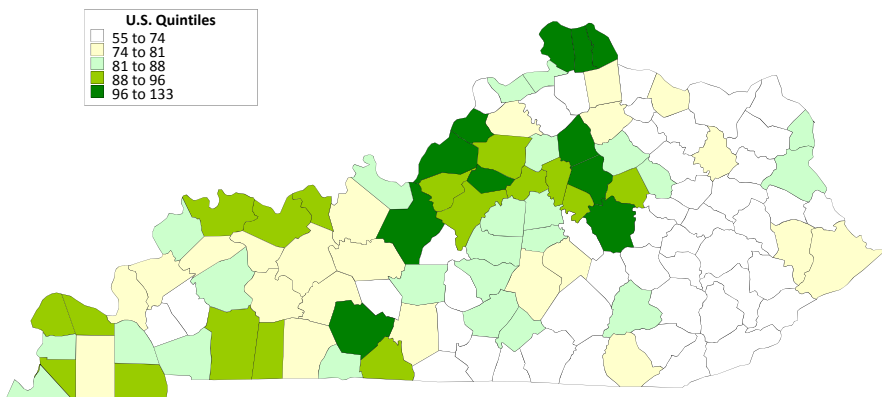 U.S. Quintiles
55 to 74
74 to 81
81 to 88
88 to 96
96 to 133